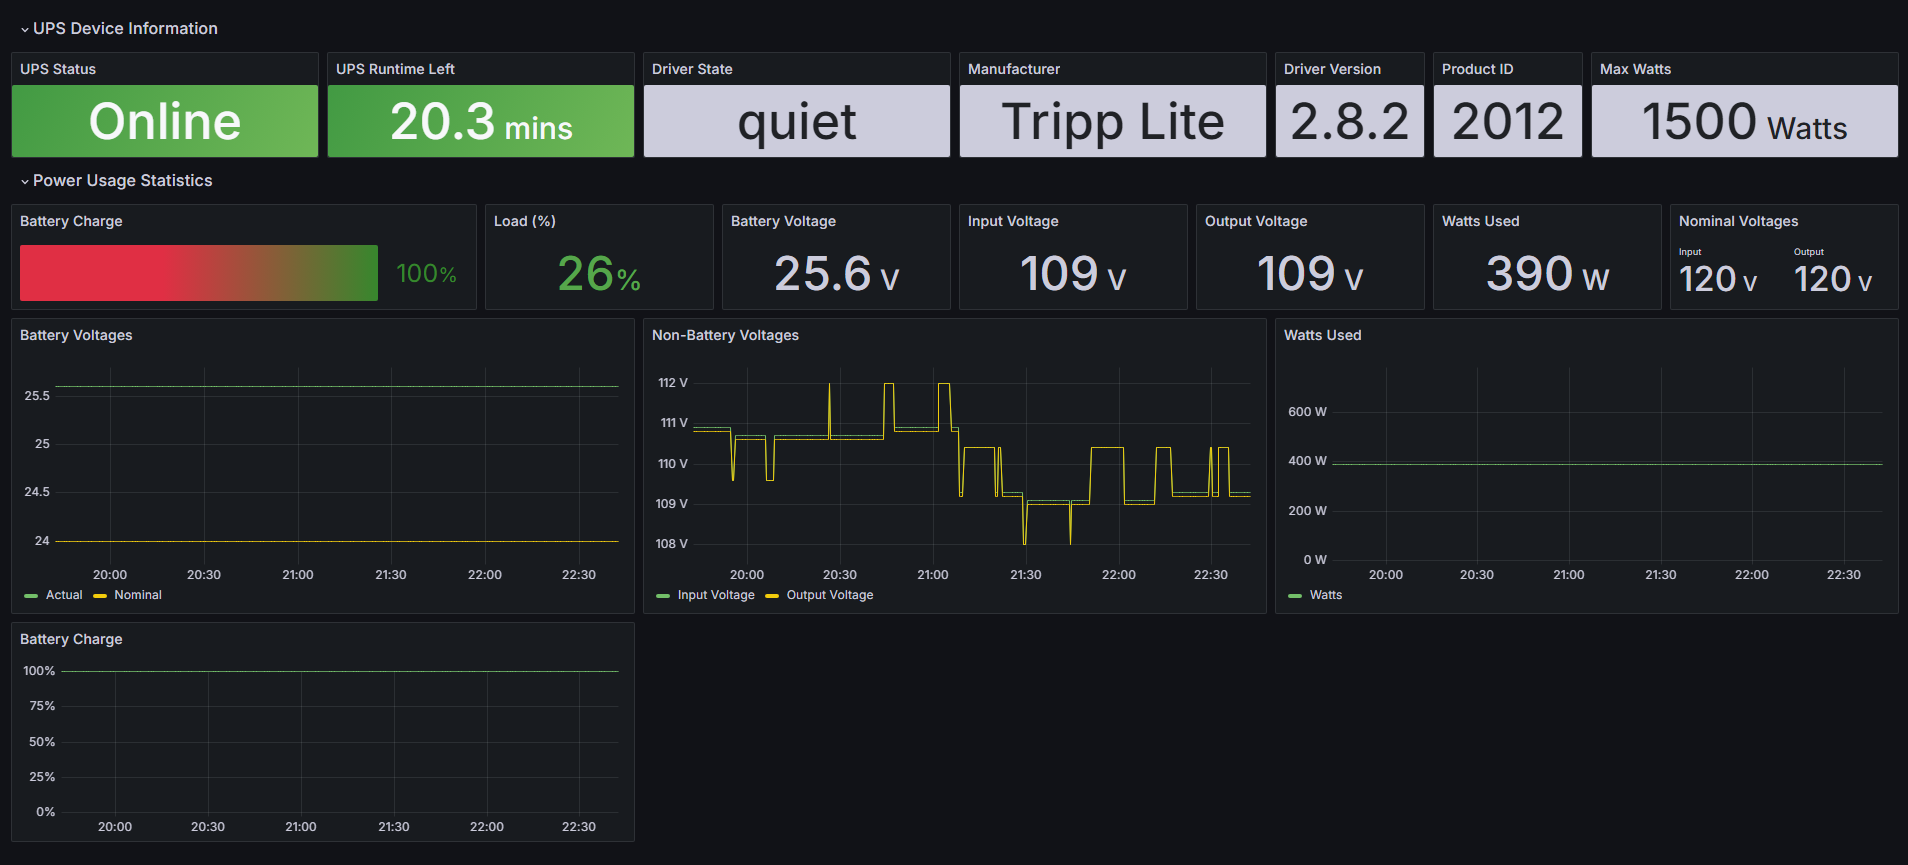 UPS Device Information
UPS Status
UPS Runtime Left
Driver State
Manufacturer
Driver Version
Product ID
Max Watts
Online
20.3 mins
quiet
Tripp Lite
2.8.2
2012
1500 Watts
Power Usage Statistics
Battery Charge
100%
Load (%)
26%
Battery Voltage
25.6 V
Input Voltage
109 V
Output Voltage
109 V
Watts Used
390 W
Nominal Voltages
Input
120 V
Output
120 V
Battery Voltages
25.5
25
24.5
24
20:00 20:30 21:00 21:30 22:00 22:30
Actual Nominal
Non-Battery Voltages
112 V
111 V
110 V
109 V
108 V
20:00 20:30 21:00 21:30 22:00 22:30
Input Voltage Output Voltage
Watts Used
600 W
400 W
200 W
0 W
20:00 20:30 21:00 21:30 22:00 22:30
Watts
Battery Charge
100%
75%
50%
25%
0%
20:00 20:30 21:00 21:30 22:00 22:30